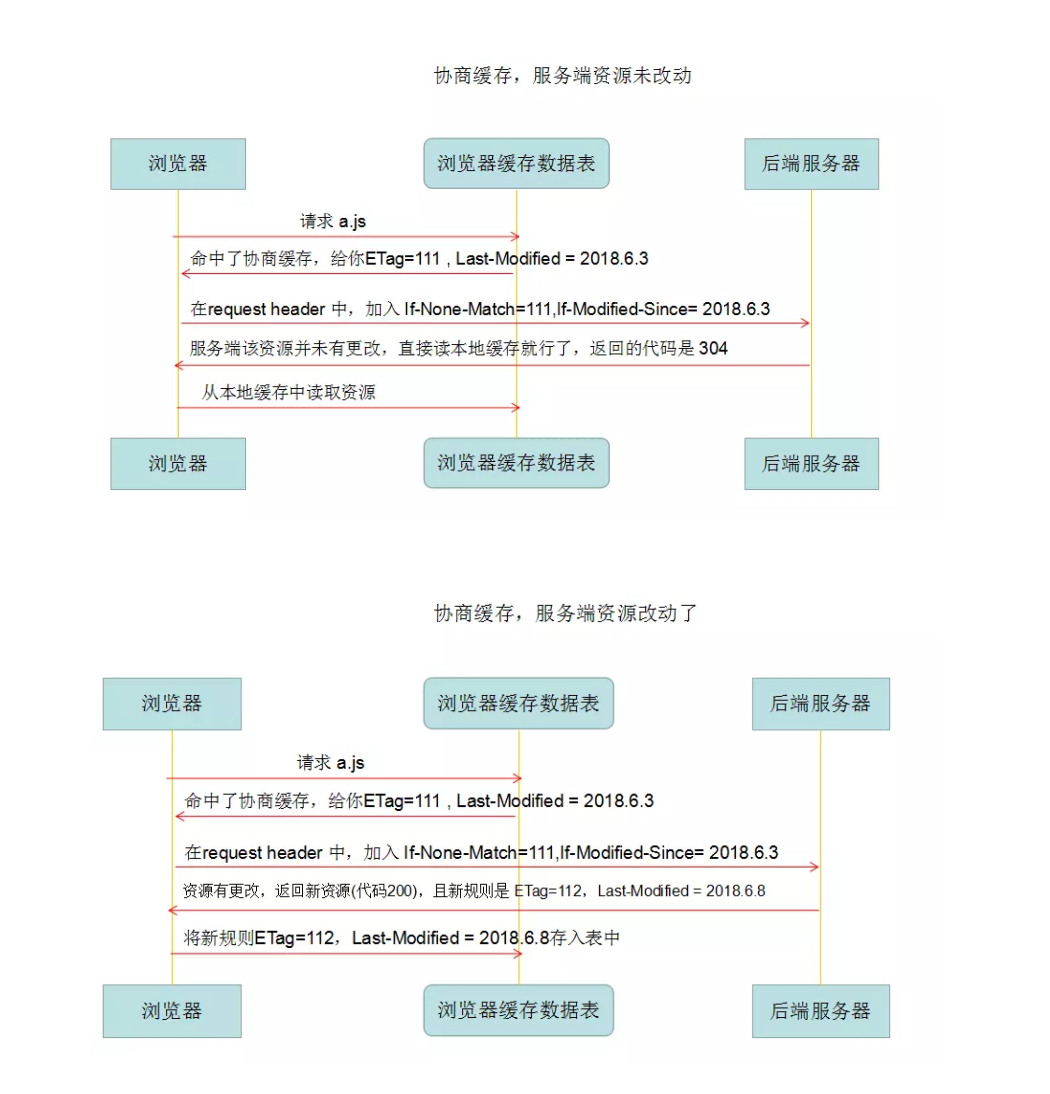 协商缓存，服务端资源未改动
浏览器
浏览器缓存数据表
后端服务器
请求 a.js
命中了协商缓存，给你ETag=111 , Last-Modified = 2018.6.3
在request header 中，加入 If-None-Match=111,If-Modified-Since= 2018.6.3
服务端该资源并未有更改，直接读本地缓存就行了，返回的代码是 304
从本地缓存中读取资源
浏览器
浏览器缓存数据表
后端服务器
协商缓存，服务端资源改动了
浏览器
浏览器缓存数据表
后端服务器
请求 a.js
命中了协商缓存，给你ETag=111 , Last-Modified = 2018.6.3
在request header 中，加入 If-None-Match=111,If-Modified-Since= 2018.6.3
资源有更改，返回新资源(代码200)，且新规则是 ETag=112，Last-Modified = 2018.6.8
将新规则ETag=112，Last-Modified = 2018.6.8存入表中
浏览器
浏览器缓存数据表
后端服务器